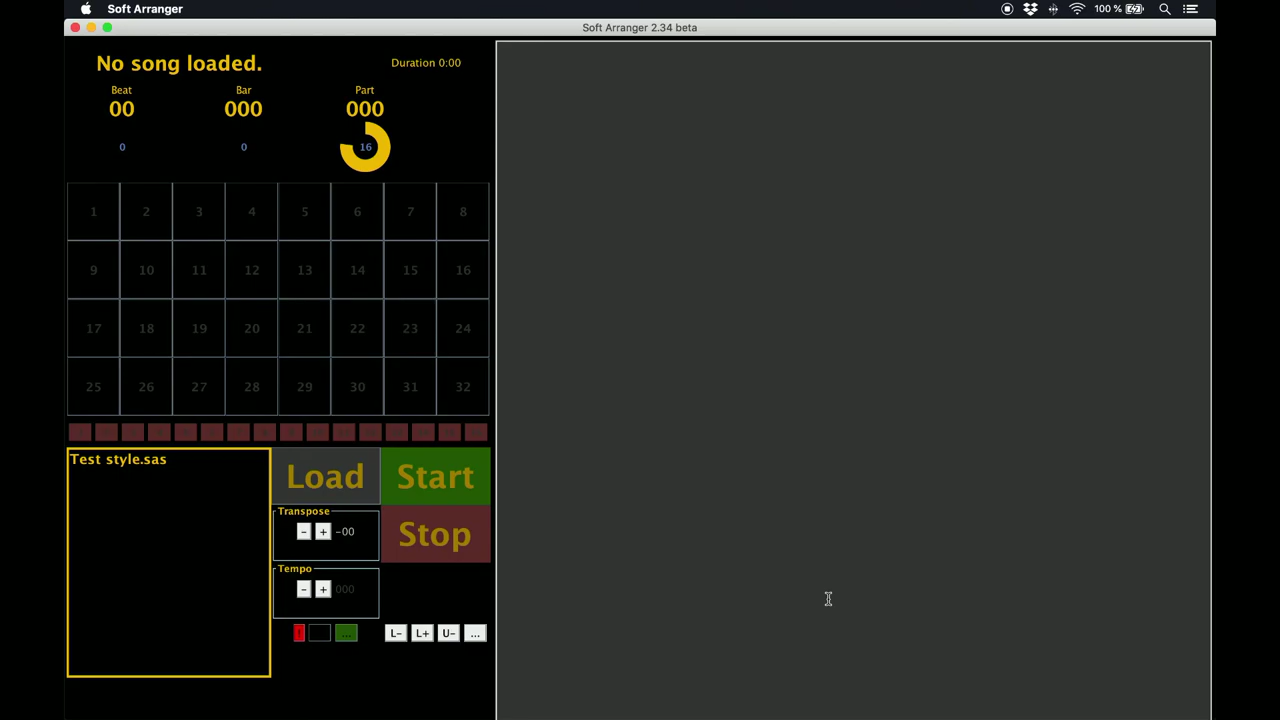 Soft Arranger
100 %
Soft Arranger 2.34 beta
No song loaded.
Duration 0:00
Beat Bar Part
00 000 000
0 0 16
1 2 3 4 5 6 7 8
9 10 11 12 13 14 15 16
17 18 19 20 21 22 23 24
25 26 27 28 29 30 31 32
Test style.sas
Load Start
Transpose
- + -00
Stop
Tempo
- + 000
! ... L- L+ U- ...